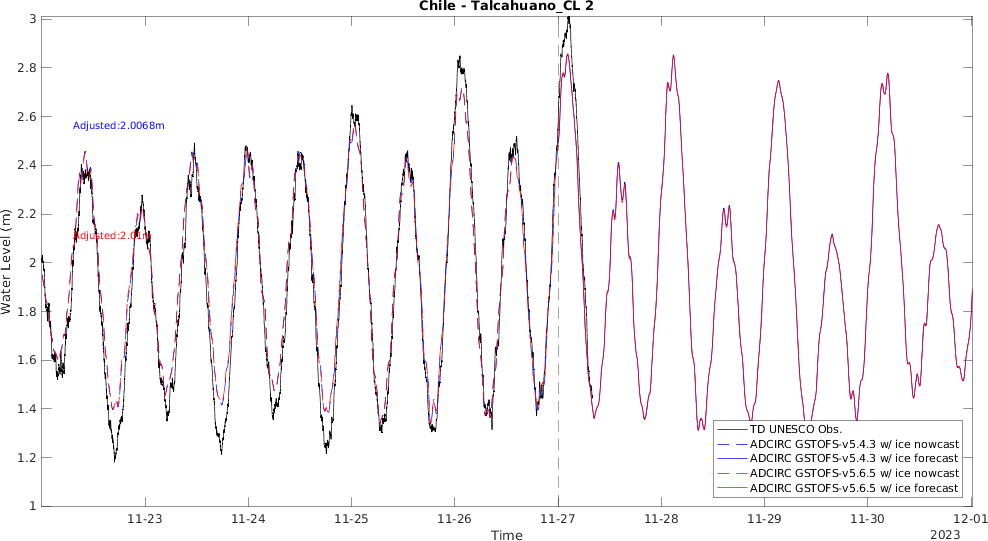 Chile - Talcahuano_CL 2
3
2.8
2.6
2.4
2.2
2
1.8
1.6
1.4
1.2
1
Water Level (m)
Adjusted:2.0068m
Adjusted:2.01m
TD UNESCO Obs.
ADCIRC GSTOFS-v5.4.3 w/ ice nowcast
ADCIRC GSTOFS-v5.4.3 w/ ice forecast
ADCIRC GSTOFS-v5.6.5 w/ ice nowcast
ADCIRC GSTOFS-v5.6.5 w/ ice forecast
11-23 11-24 11-25 11-26 11-27 11-28 11-29 11-30 12-01
Time
2023